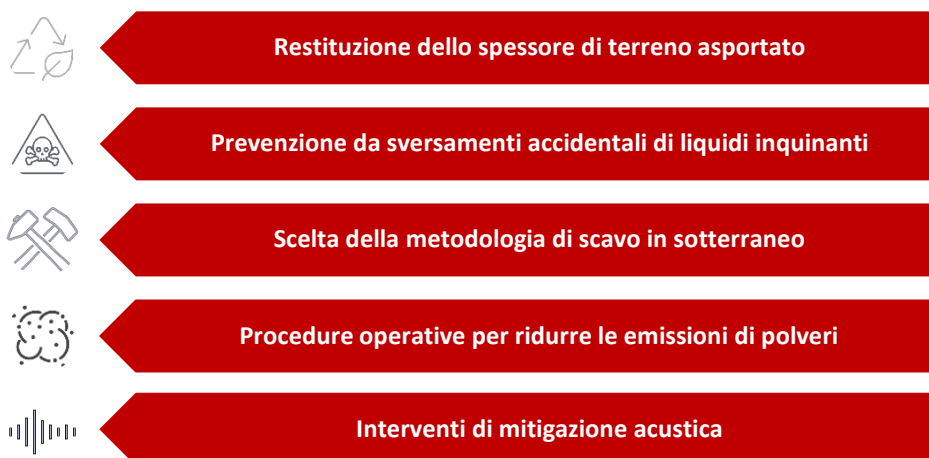 Restituzione dello spessore di terreno asportato
Prevenzione da sversamenti accidentali di liquidi inquinanti
Scelta della metodologia di scavo in sotterraneo
Procedure operative per ridurre le emissioni di polveri
Interventi di mitigazione acustica